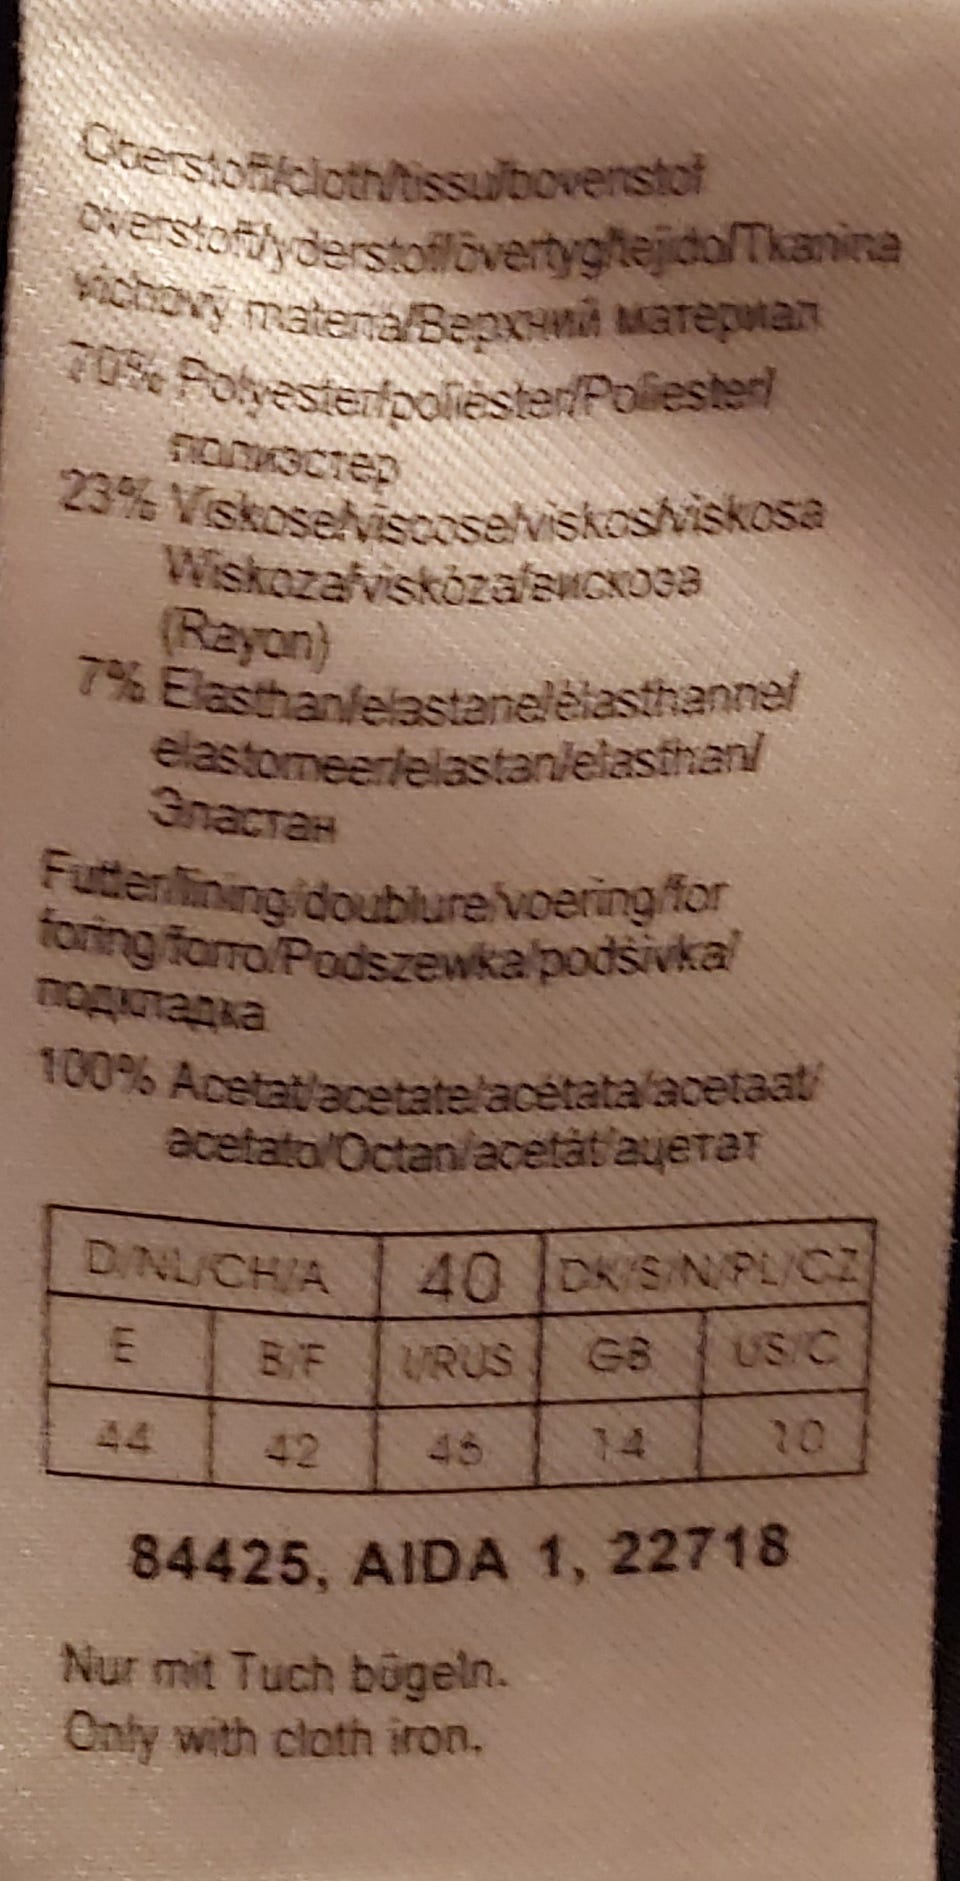 Oberstoff/cloth/tissu/bovenstof
overstoff/yderstof/övertyg/tejido/Tkanina
vichový materiál/Верхний материал
70% Polyester/poliéster/Poliester/
полиэстер
23% Viskose/viscose/viskos/viskosa
Wiskoza/viskóza/вискоза
(Rayon)
7% Elasthan/elastane/élasthanne/
elastomeer/elastan/elasthan/
Эластан
Futter/lining/doublure/voering/for
foring/forro/Podszewka/podšívka/
подкладка
100% Acetat/acetate/acétata/acetaat/
acetato/Octan/acetát/ацетат
D/NL/CH/A 40 DK/S/N/PL/CZ
E B/F I/RUS GB US/C
44 42 46 14 10
84425, AIDA 1, 22718
Nur mit Tuch bügeln.
Only with cloth iron.